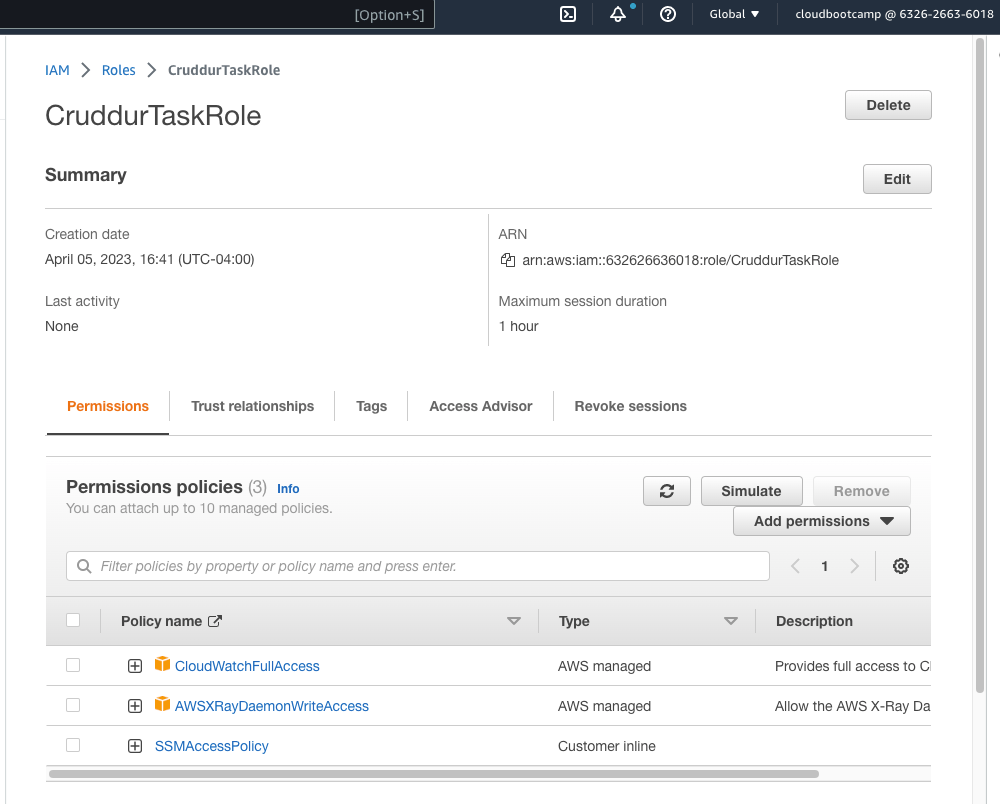 [Option+S]
Global
cloudbootcamp @ 6326-2663-6018
IAM
Roles
CruddurTaskRole
CruddurTaskRole
Delete
Summary
Edit
Creation date
April 05, 2023, 16:41 (UTC-04:00)
ARN
arn:aws:iam::632626636018:role/CruddurTaskRole
Last activity
None
Maximum session duration
1 hour
Permissions
Trust relationships
Tags
Access Advisor
Revoke sessions
Permissions policies (3) Info
You can attach up to 10 managed policies.
Simulate
Remove
Add permissions
Filter policies by property or policy name and press enter.
1
Policy name
Type
Description
CloudWatchFullAccess
AWS managed
Provides full access to Cl
AWSXRayDaemonWriteAccess
AWS managed
Allow the AWS X-Ray Da
SSMAccessPolicy
Customer inline